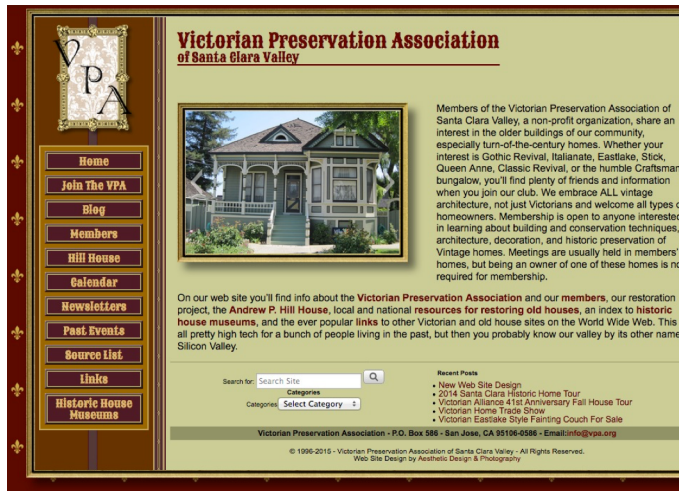 VPA
Home
Join The VPA
Blog
Members
Hill House
Calendar
Newsletters
Past Events
Source List
Links
Historic House
Museums
Victorian Preservation Association
of Santa Clara Valley
Members of the Victorian Preservation Association of
Santa Clara Valley, a non-profit organization, share an
interest in the older buildings of our community,
especially turn-of-the-century homes. Whether your
interest is Gothic Revival, Italianate, Eastlake, Stick,
Queen Anne, Classic Revival, or the humble Craftsman
bungalow, you'll find plenty of friends and information
when you join our club. We embrace ALL vintage
architecture, not just Victorians and welcome all types
homeowners. Membership is open to anyone interested
in learning about building and conservation techniques,
architecture, decoration, and historic preservation of
Vintage homes. Meetings are usually held in members'
homes, but being an owner of one of these homes is
required for membership.
On our web site you'll find info about the Victorian Preservation Association and our members, our restoration
project, the Andrew P. Hill House, local and national resources for restoring old houses, an index to historic
house museums, and the ever popular links to other Victorian and old house sites on the World Wide Web. This
all pretty high tech for a bunch of people living in the past, but then you probably know our valley by its other name
Silicon Valley.
Search for: Search Site
Categories
Categories Select Category
Recent Posts
New Web Site Design
2014 Santa Clara Historic Home Tour
Victorian Alliance 41st Anniversary Fall House Tour
Victorian Home Trade Show
Victorian Eastlake Style Fainting Couch For Sale
Victorian Preservation Association - P.O. Box 586 - San Jose, CA 95106-0586 - Email:info@vpa.org
© 1996-2015 - Victorian Preservation Association of Santa Clara Valley - All Rights Reserved.
Web Site Design by Aesthetic Design & Photography